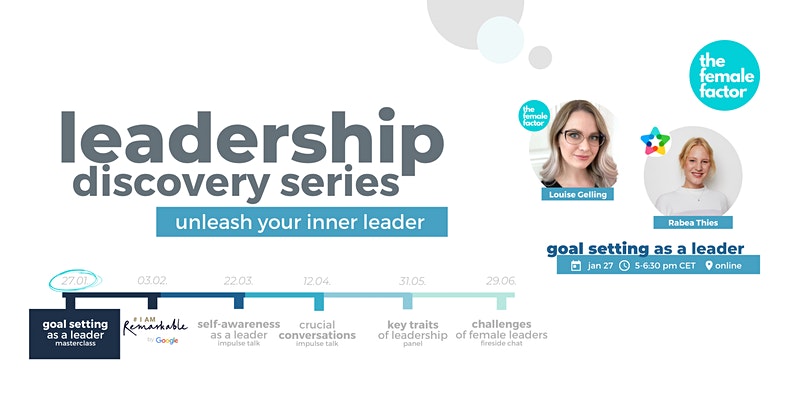 leadership
discovery series
unleash your inner leader
27.01.
03.02.
22.03.
12.04.
31.05.
29.06.
goal setting
as a leader
masterclass
# I AM
Remarkable
by Google
self-awareness
as a leader
impulse talk
crucial
conversations
impulse talk
key traits
of leadership
panel
challenges
of female leaders
fireside chat
the
female
factor
the
female
factor
Louise Gelling
Rabea Thies
goal setting as a leader
jan 27 5-6:30 pm CET online